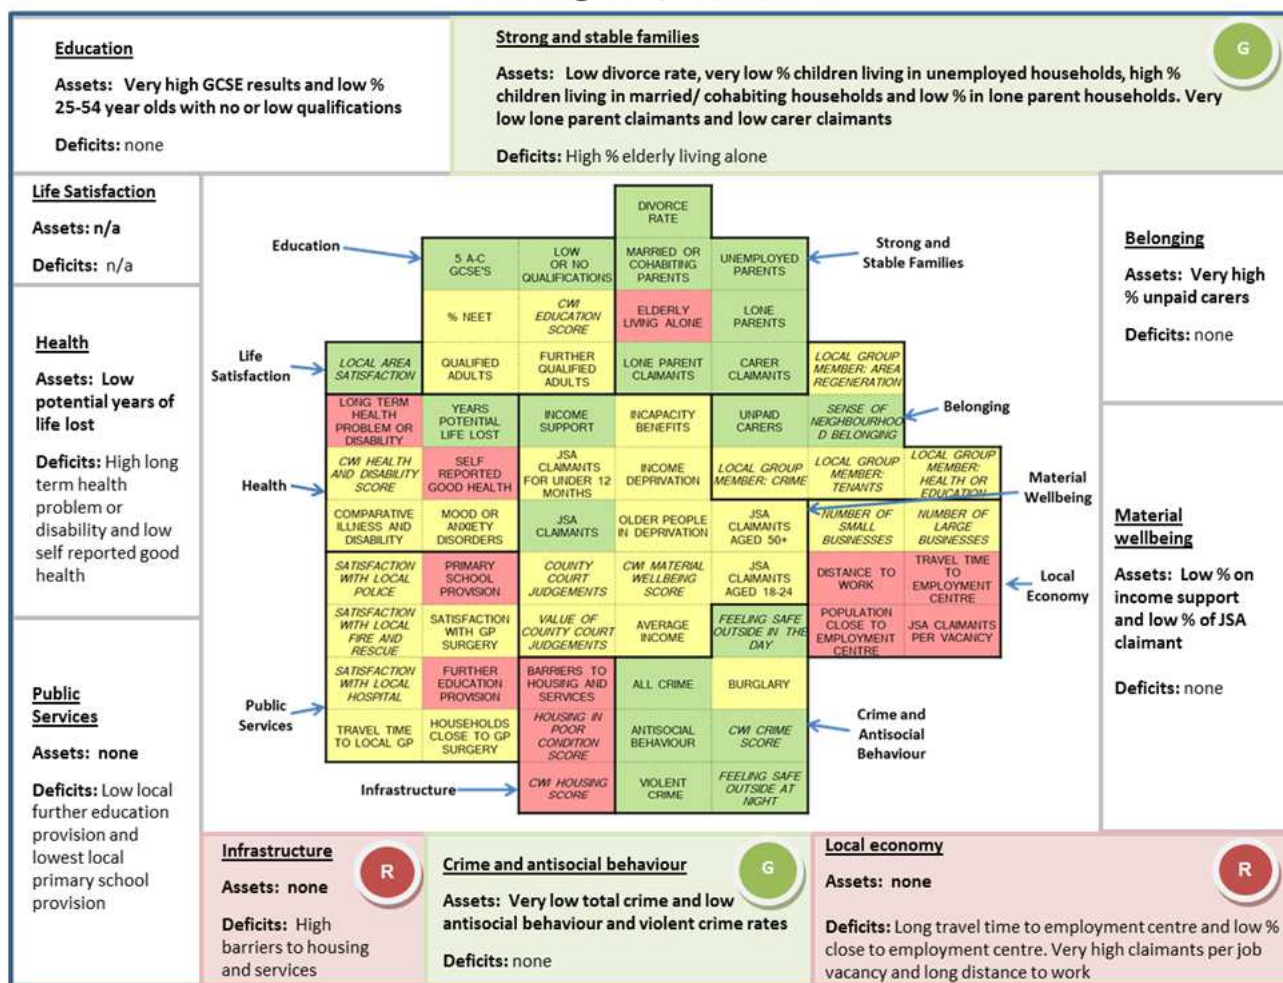 Education
Assets: Very high GCSE results and low %
25-54 year olds with no or low qualifications
Deficits: none
Strong and stable families
G
Assets: Low divorce rate, very low % children living in unemployed households, high %
children living in married/ cohabiting households and low % in lone parent households. Very
low lone parent claimants and low carer claimants
Deficits: High % elderly living alone
Life Satisfaction
Assets: n/a
Deficits: n/a
Health
Assets: Low
potential years of
life lost
Deficits: High long
term health
problem or
disability and low
self reported good
health
Public
Services
Assets: none
Deficits: Low local
further education
provision and
lowest local
primary school
provision
Education
Life
Satisfaction
Health
Public
Services
Infrastructure
DIVORCE
RATE
5 A-C
GCSE'S
LOW
OR NO
QUALIFICATIONS
MARRIED OR
COHABITING
PARENTS
UNEMPLOYED
PARENTS
% NEET
CWI
EDUCATION
SCORE
ELDERLY
LIVING ALONE
LONE
PARENTS
LOCAL AREA
SATISFACTION
QUALIFIED
ADULTS
FURTHER
QUALIFIED
ADULTS
LONE PARENT
CLAIMANTS
CARER
CLAIMANTS
LOCAL GROUP
MEMBER: AREA
REGENERATION
LONG TERM
HEALTH
PROBLEM OR
DISABILITY
YEARS
POTENTIAL
LIFE LOST
INCOME
SUPPORT
INCAPACITY
BENEFITS
UNPAID
CARERS
SENSE OF
NEIGHBOURHOO
D BELONGING
CWI HEALTH
AND DISABILITY
SCORE
SELF
REPORTED
GOOD HEALTH
JSA
CLAIMANTS
FOR UNDER 12
MONTHS
INCOME
DEPRIVATION
LOCAL GROUP
MEMBER: CRIME
LOCAL GROUP
MEMBER:
TENANTS
LOCAL GROUP
MEMBER:
HEALTH OR
EDUCATION
COMPARATIVE
ILLNESS AND
DISABILITY
MOOD OR
ANXIETY
DISORDERS
JSA
CLAIMANTS
OLDER PEOPLE
IN DEPRIVATION
JSA
CLAIMANTS
AGED 50+
NUMBER OF
SMALL
BUSINESSES
NUMBER OF
LARGE
BUSINESSES
SATISFACTION
WITH LOCAL
POLICE
PRIMARY
SCHOOL
PROVISION
COUNTY
COURT
JUDGEMENTS
CWI MATERIAL
WELLBEING
SCORE
JSA
CLAIMANTS
AGED 18-24
DISTANCE TO
WORK
TRAVEL TIME
TO
EMPLOYMENT
CENTRE
SATISFACTION
WITH LOCAL
FIRE AND
RESCUE
SATISFACTION
WITH GP
SURGERY
VALUE OF
COUNTY COURT
JUDGEMENTS
AVERAGE
INCOME
FEELING SAFE
OUTSIDE IN THE
DAY
POPULATION
CLOSE TO
EMPLOYMENT
CENTRE
JSA CLAIMANTS
PER VACANCY
SATISFACTION
WITH LOCAL
HOSPITAL
FURTHER
EDUCATION
PROVISION
BARRIERS TO
HOUSING AND
SERVICES
ALL CRIME
BURGLARY
TRAVEL TIME
TO LOCAL GP
HOUSEHOLDS
CLOSE TO GP
SURGERY
HOUSING IN
POOR
CONDITION
SCORE
ANTISOCIAL
BEHAVIOUR
CWI CRIME
SCORE
CWI HOUSING
SCORE
VIOLENT
CRIME
FEELING SAFE
OUTSIDE AT
NIGHT
Strong and
Stable Families
Belonging
Material
Wellbeing
Local
Economy
Crime and
Antisocial
Behaviour
Belonging
Assets: Very high
% unpaid carers
Deficits: none
Material
wellbeing
Assets: Low % on
income support
and low % of JSA
claimant
Deficits: none
Infrastructure
R
Assets: none
Deficits: High
barriers to housing
and services
Crime and antisocial behaviour
G
Assets: Very low total crime and low
antisocial behaviour and violent crime rates
Deficits: none
Local economy
R
Assets: none
Deficits: Long travel time to employment centre and low %
close to employment centre. Very high claimants per job
vacancy and long distance to work